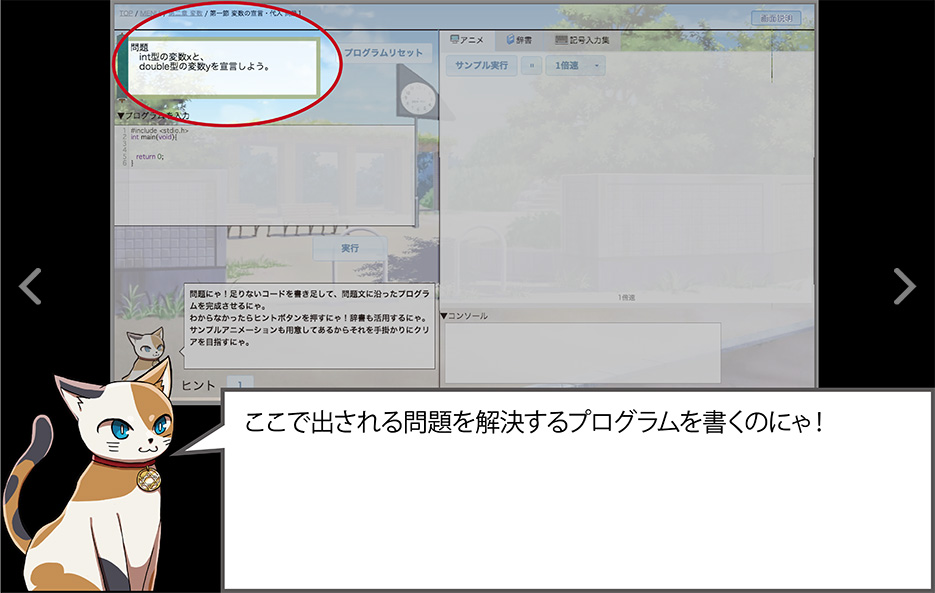 TOP / MENU / 第二章 変数 / 第一節 変数の宣言・代入
画面説明
問題
int型の変数xと、
double型の変数yを宣言しよう。
プログラムリセット
アニメ
辞書
記号入力集
サンプル実行
»
1倍速
▼プログラムを入力
1 #include <stdio.h>
2 int main(void){
3
4
5 return 0;
6 }
実行
1倍速
問題にゃ！足りないコードを書き足して、問題文に沿ったプログラ
ムを完成させるにゃ。
わからなかったらヒントボタンを押すにゃ！辞書も活用するにゃ。
サンプルアニメーションも用意してあるからそれを手掛かりにクリ
アを目指すにゃ。
▼コンソール
ヒント 1
ここで出される問題を解決するプログラムを書くのにゃ！